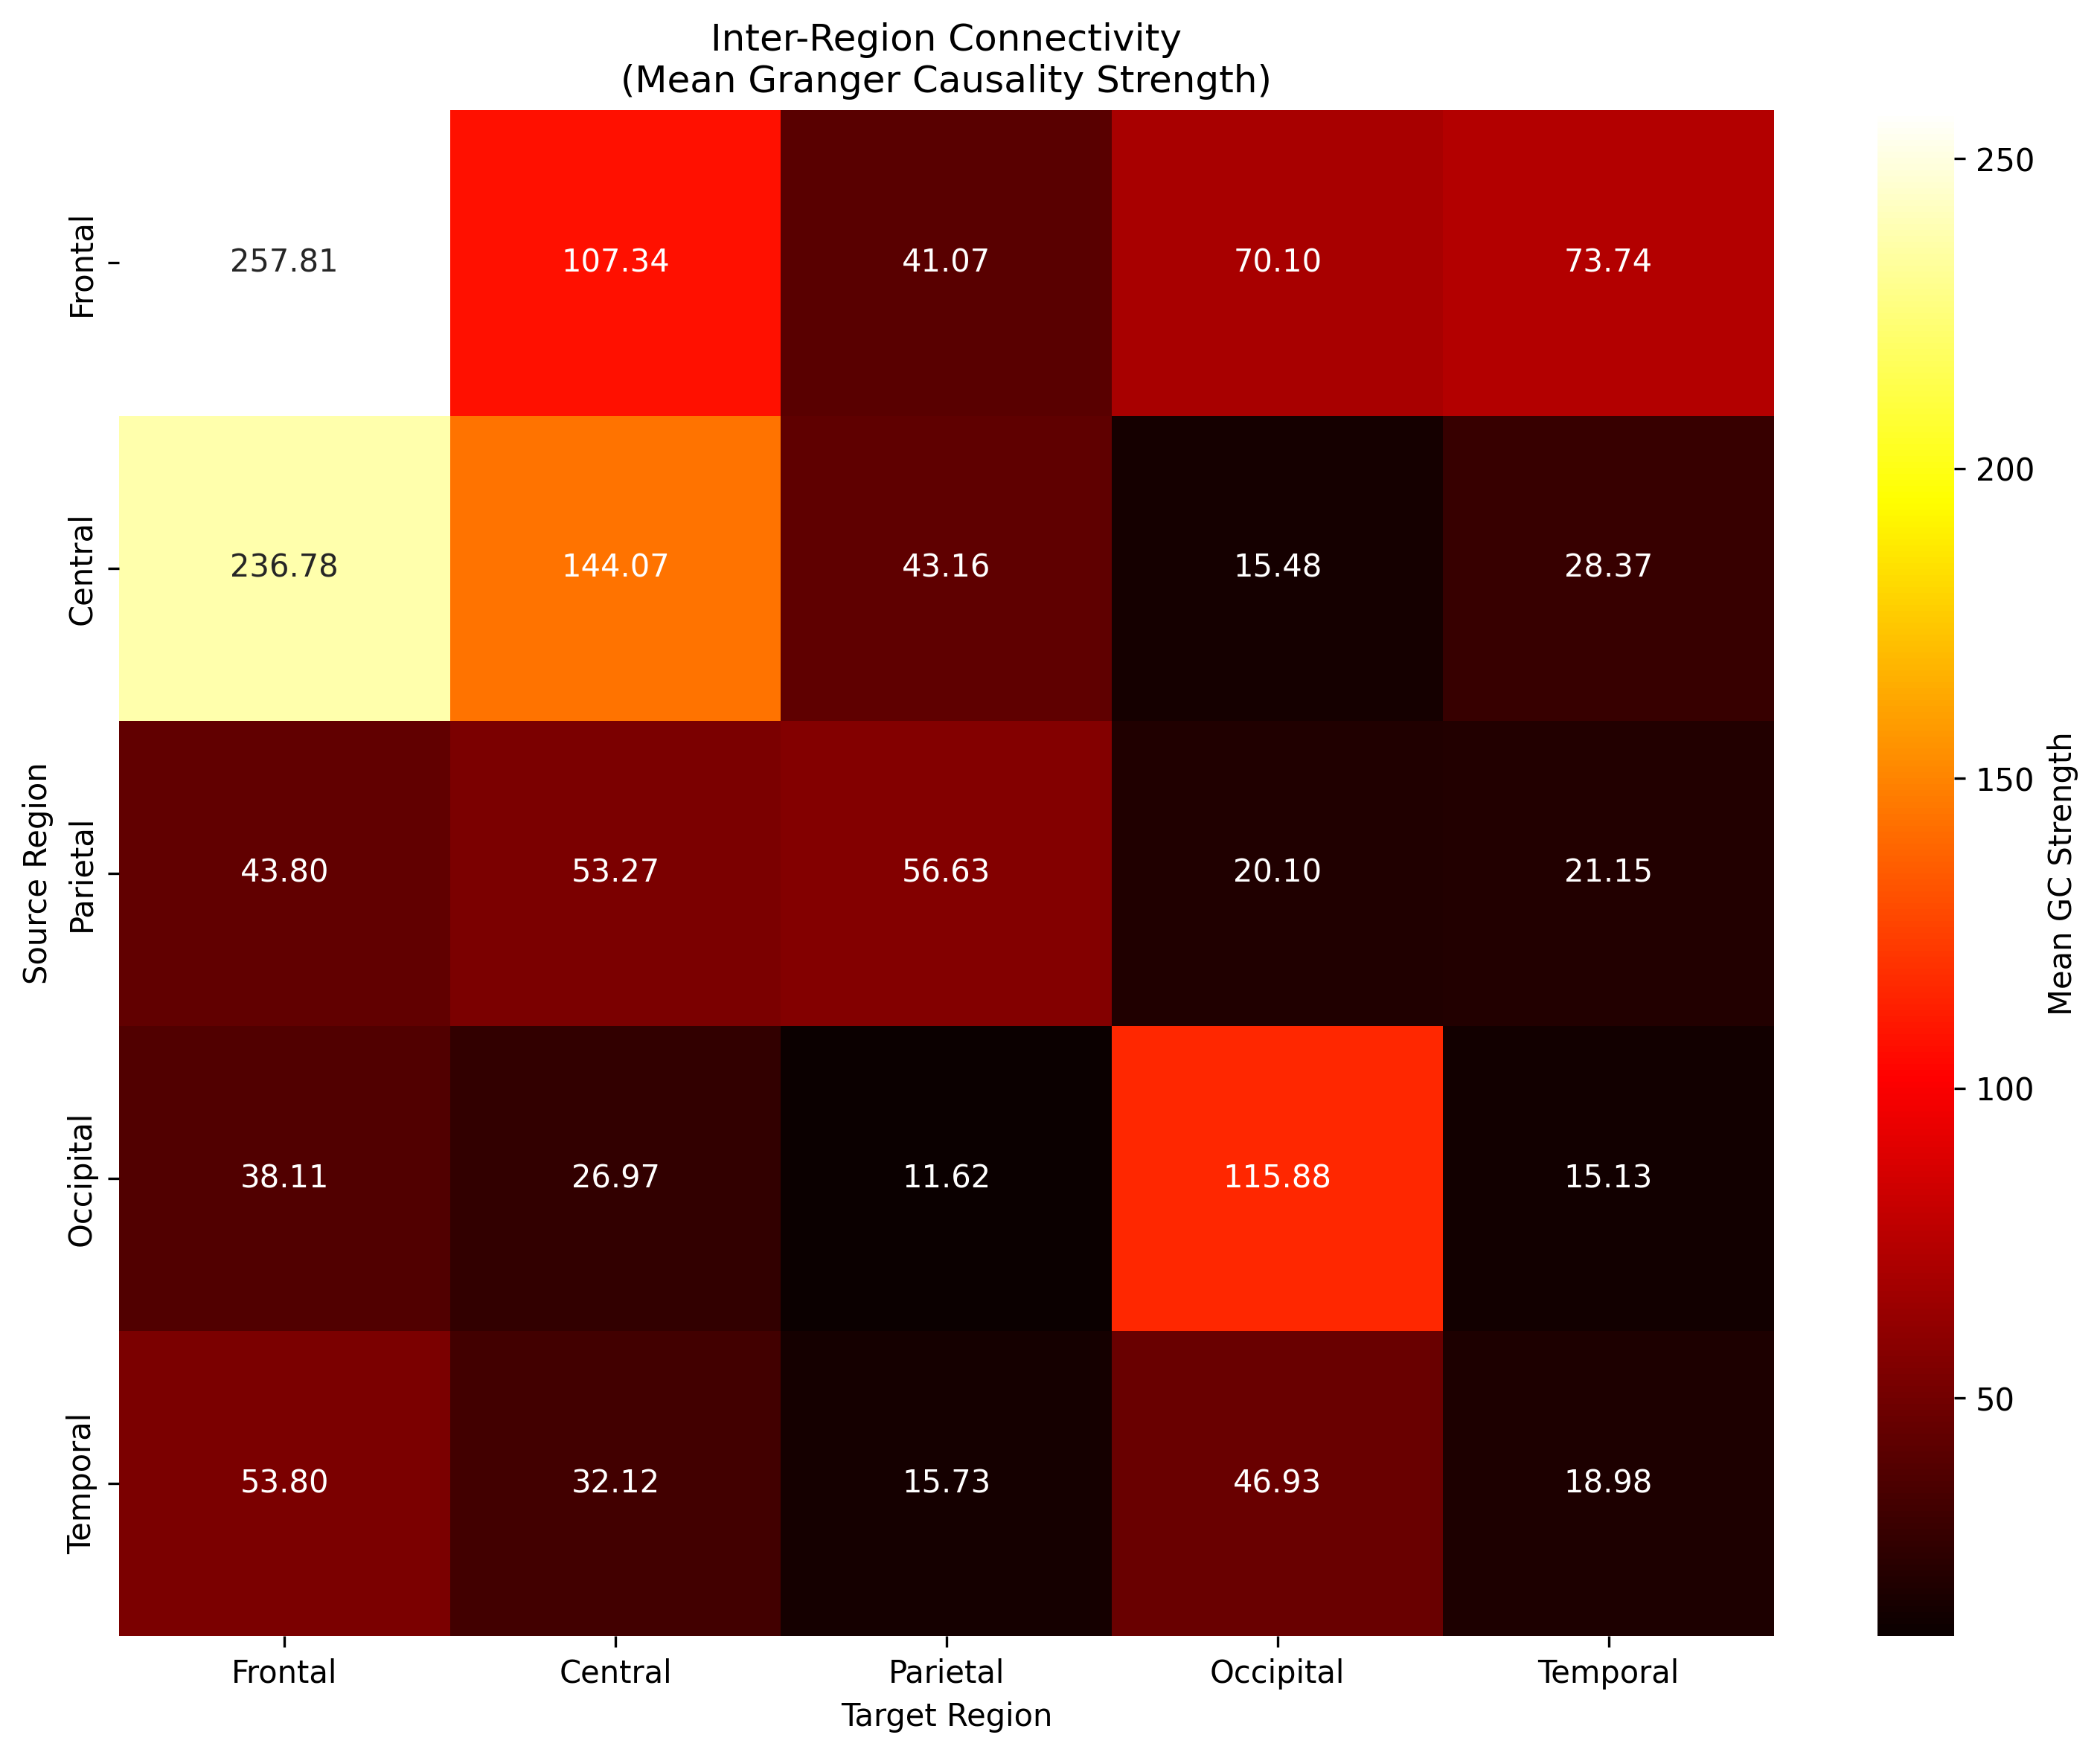 Inter-Region Connectivity
(Mean Granger Causality Strength)
Source Region
Frontal
257.81 107.34 41.07 70.10 73.74
Central
236.78 144.07 43.16 15.48 28.37
Parietal
43.80 53.27 56.63 20.10 21.15
Occipital
38.11 26.97 11.62 115.88 15.13
Temporal
53.80 32.12 15.73 46.93 18.98
Frontal Central Parietal Occipital Temporal
Target Region
250
200
150
100
50
Mean GC Strength